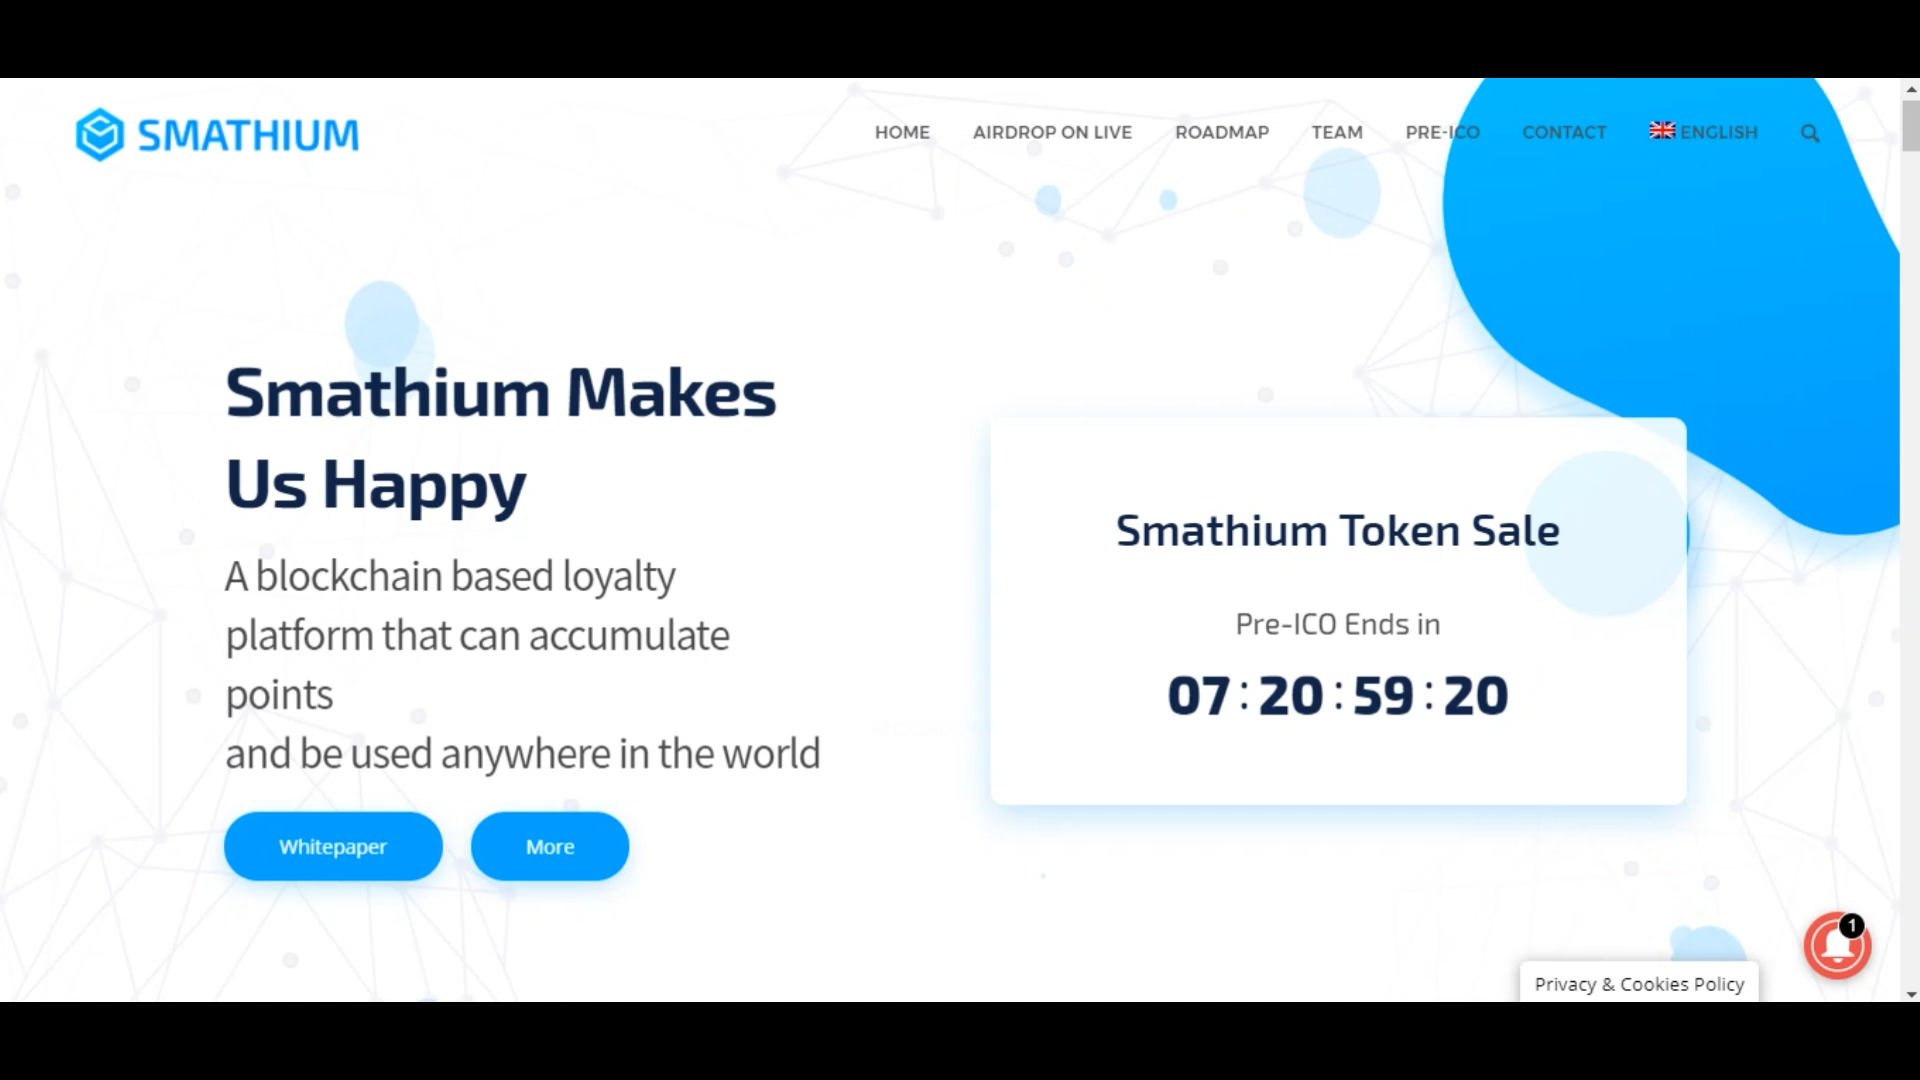 SMATHIUM
HOME AIRDROP ON LIVE ROADMAP TEAM PRE-ICO CONTACT ENGLISH
Smathium Makes
Us Happy
A blockchain based loyalty
platform that can accumulate
points
and be used anywhere in the world
Whitepaper More
Smathium Token Sale
Pre-ICO Ends in
07 : 20 : 59 : 20
1
Privacy & Cookies Policy